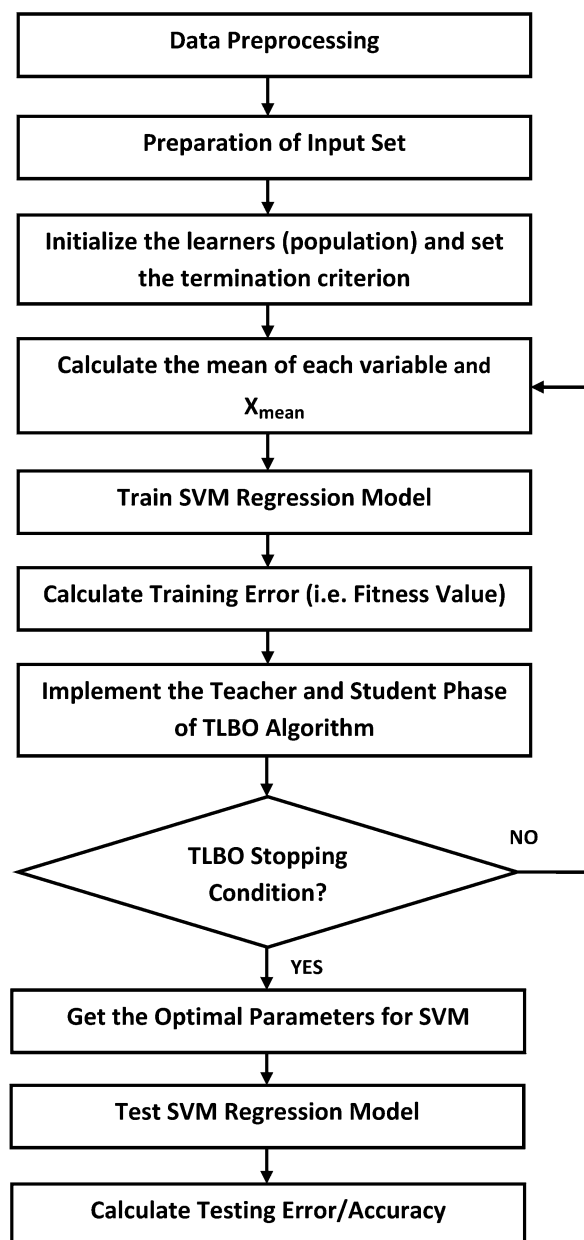 Data Preprocessing
Preparation of Input Set
Initialize the learners (population) and set
the termination criterion
Calculate the mean of each variable and
Xmean
Train SVM Regression Model
Calculate Training Error (i.e. Fitness Value)
Implement the Teacher and Student Phase
of TLBO Algorithm
NO
TLBO Stopping
Condition?
YES
Get the Optimal Parameters for SVM
Test SVM Regression Model
Calculate Testing Error/Accuracy